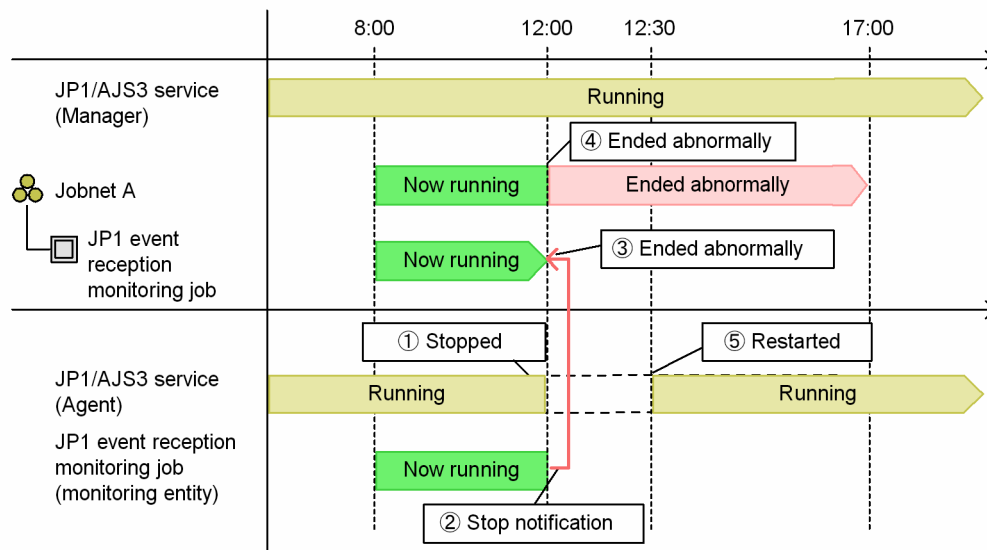 8:00 12:00 12:30 17:00
JP1/AJS3 service
(Manager)
Running
④ Ended abnormally
Jobnet A
Now running
Ended abnormally
JP1 event
reception
monitoring job
Now running
③ Ended abnormally
① Stopped
⑤ Restarted
JP1/AJS3 service
(Agent)
Running
Running
JP1 event reception
monitoring job
(monitoring entity)
Now running
② Stop notification